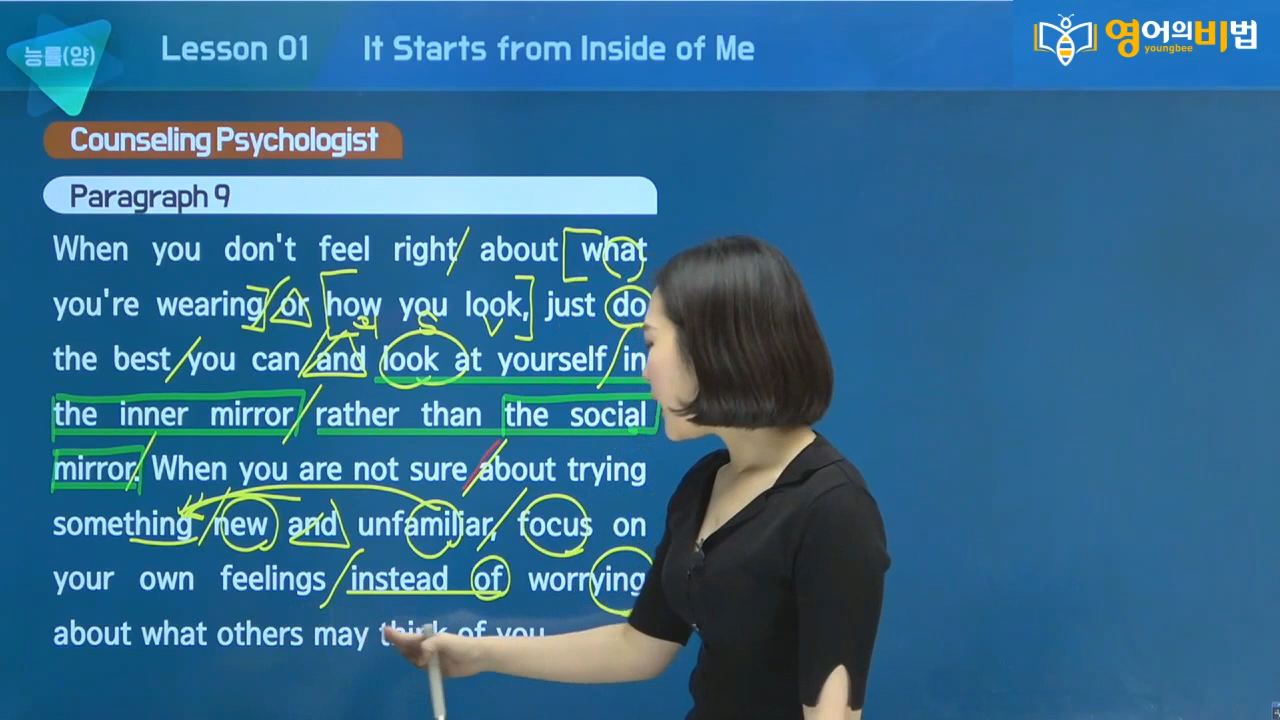 능률(양)
Lesson 01 It Starts from Inside of Me
영어의비법
youngbee
Counseling Psychologist
Paragraph 9
When you don't feel right about what
you're wearing or how you look, just do
the best you can and look at yourself in
the inner mirror rather than the social
mirror. When you are not sure about trying
something new and unfamiliar, focus on
your own feelings instead of worrying
about what others may think of you
S
V